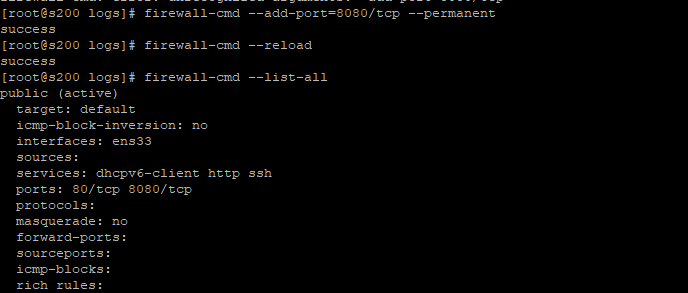 [root@s200 logs]# firewall-cmd --add-port=8080/tcp --permanent
success
[root@s200 logs]# firewall-cmd --reload
success
[root@s200 logs]# firewall-cmd --list-all
public (active)
  target: default
  icmp-block-inversion: no
  interfaces: ens33
  sources:
  services: dhcpv6-client http ssh
  ports: 80/tcp 8080/tcp
  protocols:
  masquerade: no
  forward-ports:
  sourceports:
  icmp-blocks:
  rich rules: